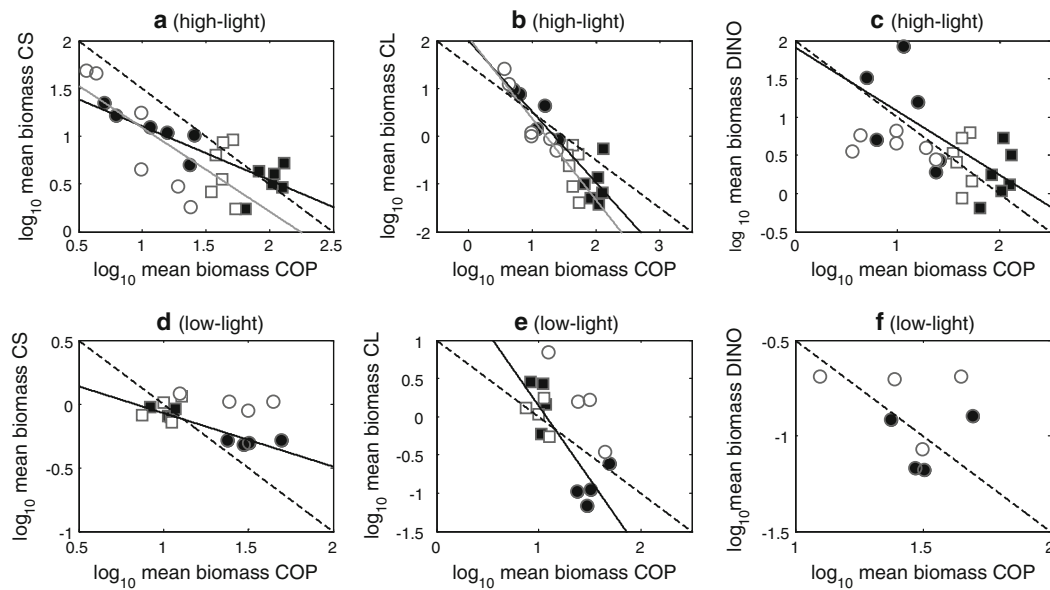 a (high-light)
log10 mean biomass CS
2
1.5
1
0.5
0
0.5 1 1.5 2 2.5
log10 mean biomass COP
b (high-light)
log10 mean biomass CL
2
1
0
-1
-2
0 1 2 3
log10 mean biomass COP
c (high-light)
log10 mean biomass DINO
2
1.5
1
0.5
0
-0.5
0 1 2
log10 mean biomass COP
d (low-light)
log10 mean biomass CS
0.5
0
-0.5
-1
0.5 1 1.5 2
log10 mean biomass COP
e (low-light)
log10 mean biomass CL
1
0.5
0
-0.5
-1
-1.5
0 1 2
log10 mean biomass COP
f (low-light)
log10mean biomass DINO
-0.5
-1
-1.5
1 1.5 2
log10 mean biomass COP